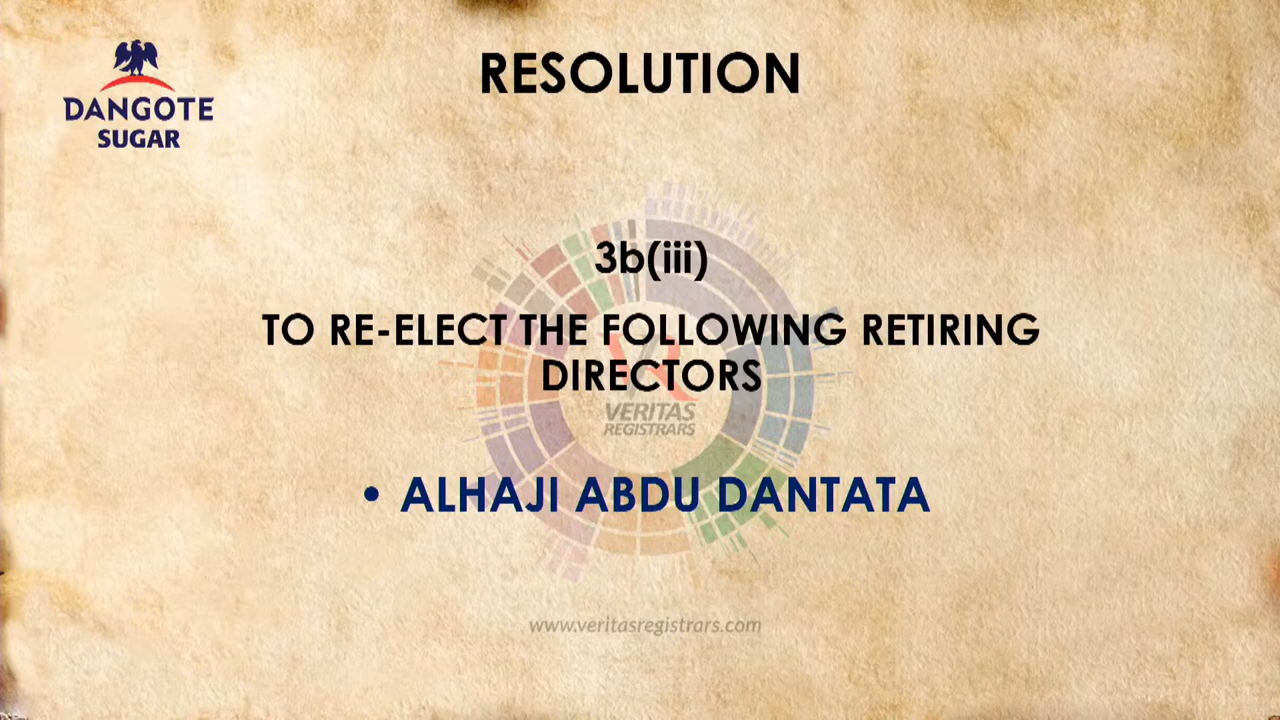 DANGOTE
SUGAR
RESOLUTION
3b(iii)
TO RE-ELECT THE FOLLOWING RETIRING
DIRECTORS
VERITAS
REGISTRARS
• ALHAJI ABDU DANTATA
www.veritasregistrars.com